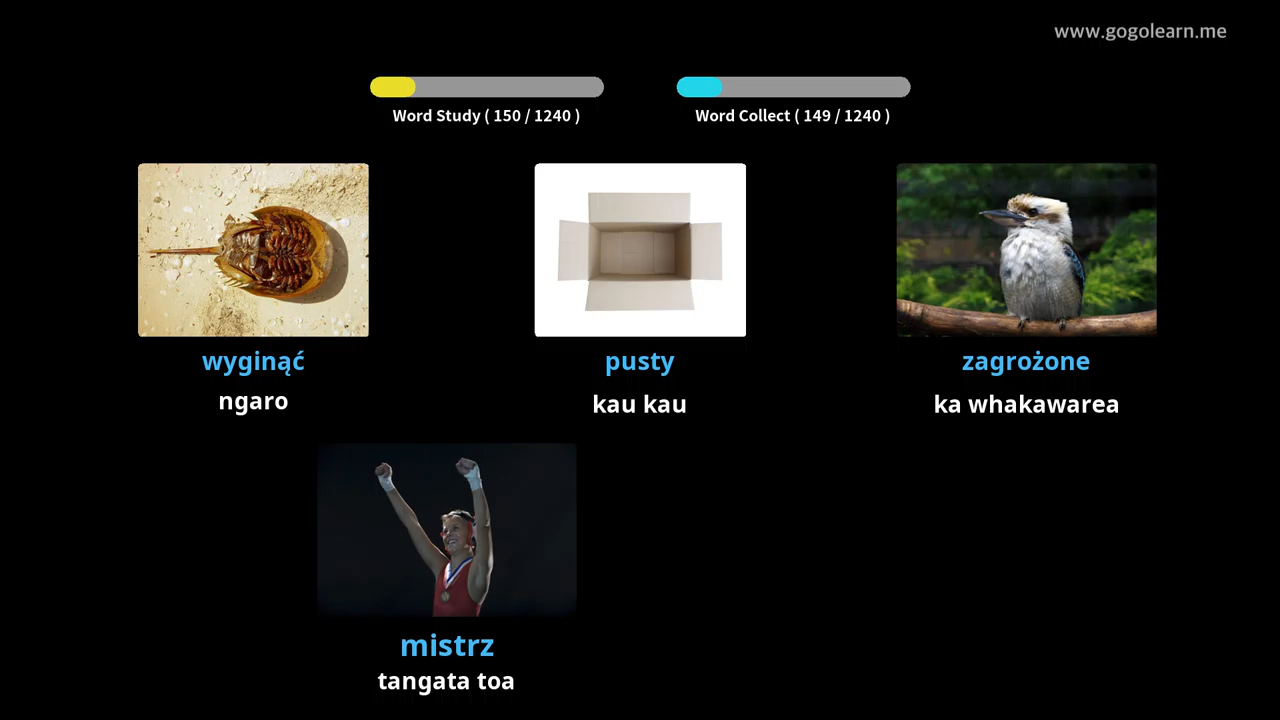 www.gogolearn.me
Word Study ( 150 / 1240 )
Word Collect ( 149 / 1240 )
wyginąć
ngaro
pusty
kau kau
zagrożone
ka whakawarea
mistrz
tangata toa